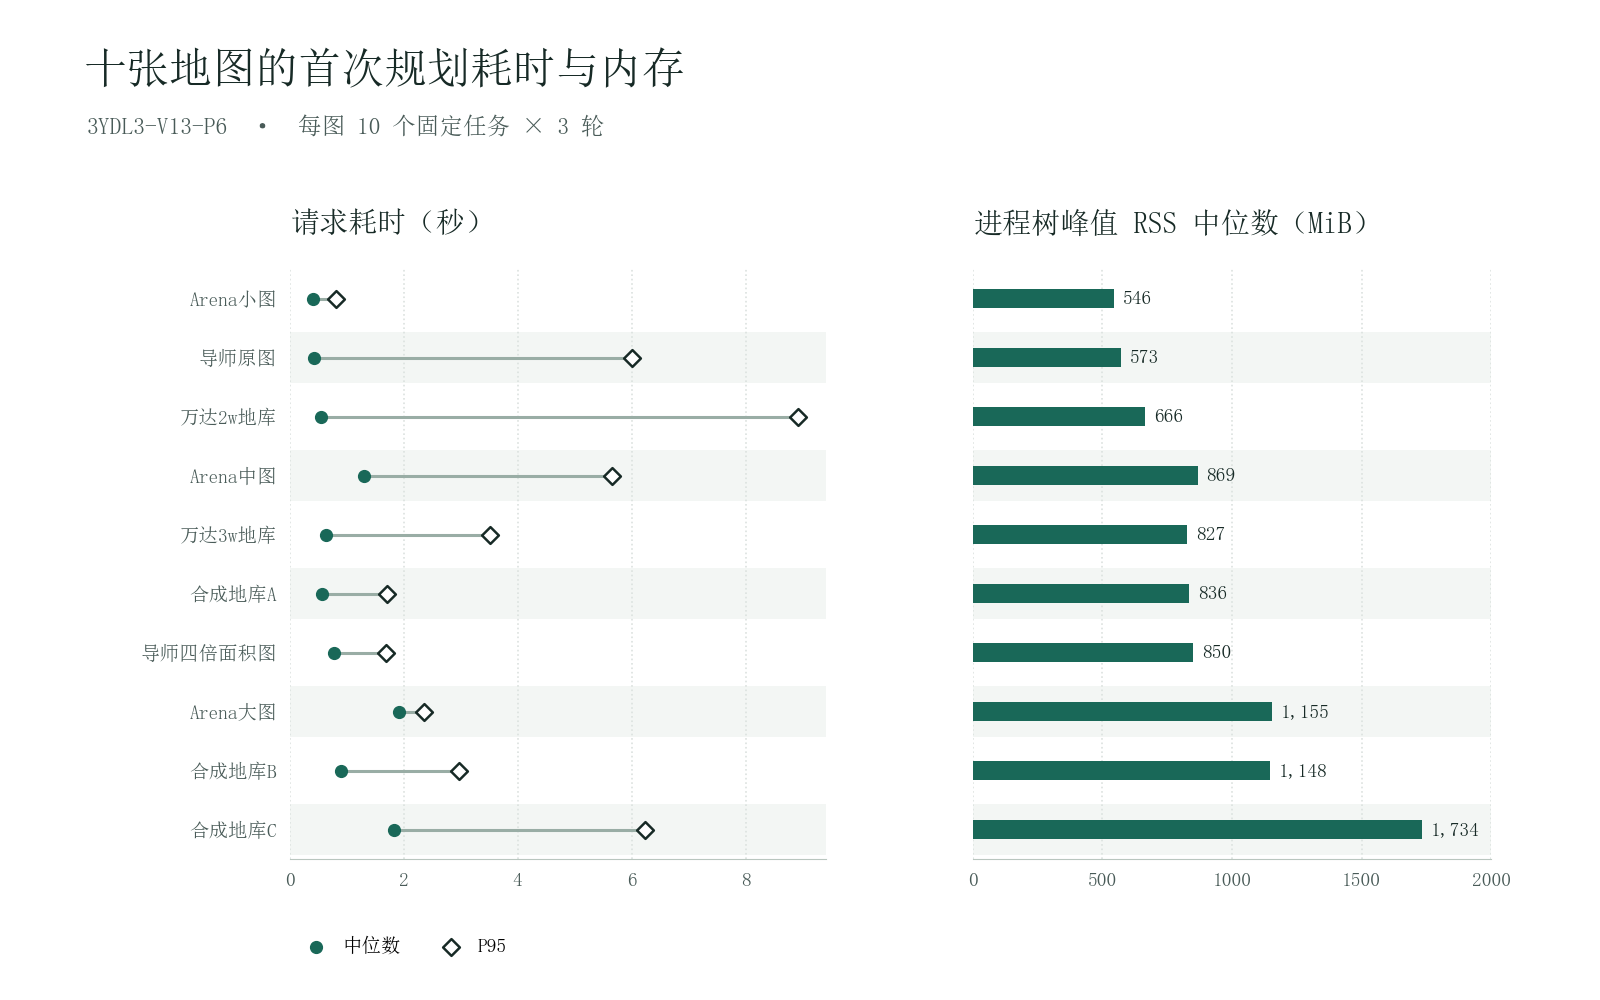 十张地图的首次规划耗时与内存
3YDL3-V13-P6 • 每图 10 个固定任务 × 3 轮
请求耗时（秒）
Arena小图
导师原图
万达2w地库
Arena中图
万达3w地库
合成地库A
导师四倍面积图
Arena大图
合成地库B
合成地库C
0 2 4 6 8
中位数 P95
进程树峰值 RSS 中位数（MiB）
546
573
666
869
827
836
850
1,155
1,148
1,734
0 500 1000 1500 2000